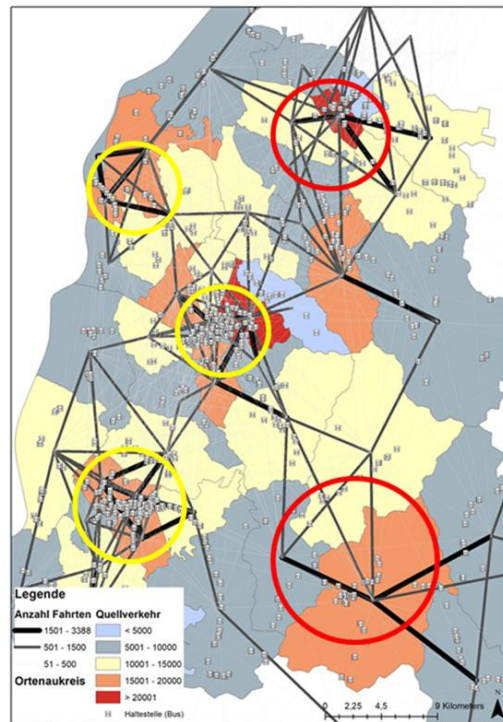 Legende
Anzahl Fahrten Quellverkehr
1501 - 3388 < 5000
501 - 1500 5001 - 10000
51 - 500 10001 - 15000
Ortenaukreis 15001 - 20000
> 20001
H Haltestelle (Bus)
N
0 2,25 4,5 9 Kilometers